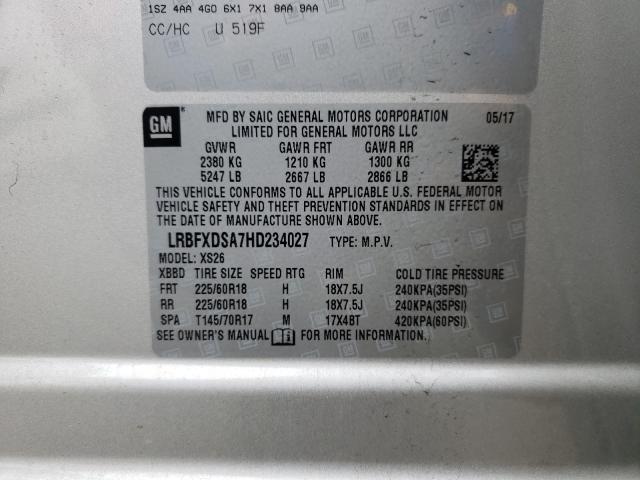 1SZ 4AA 4G0 6X1 7X1 8AA 9AA
CC/HC U 519F
GM
MFD BY SAIC GENERAL MOTORS CORPORATION 05/17
LIMITED FOR GENERAL MOTORS LLC
GVWR GAWR FRT GAWR RR
2380 KG 1210 KG 1300 KG
5247 LB 2667 LB 2866 LB
THIS VEHICLE CONFORMS TO ALL APPLICABLE U.S. FEDERAL MOTOR
VEHICLE SAFETY AND THEFT PREVENTION STANDARDS IN EFFECT ON
THE DATE OF MANUFACTURE SHOWN ABOVE.
LRBFXDSA7HD234027 TYPE: M.P.V.
MODEL: XS26
XBBD TIRE SIZE SPEED RTG RIM COLD TIRE PRESSURE
FRT 225/60R18 H 18X7.5J 240KPA(35PSI)
RR 225/60R18 H 18X7.5J 240KPA(35PSI)
SPA T145/70R17 M 17X4BT 420KPA(60PSI)
SEE OWNER'S MANUAL FOR MORE INFORMATION.